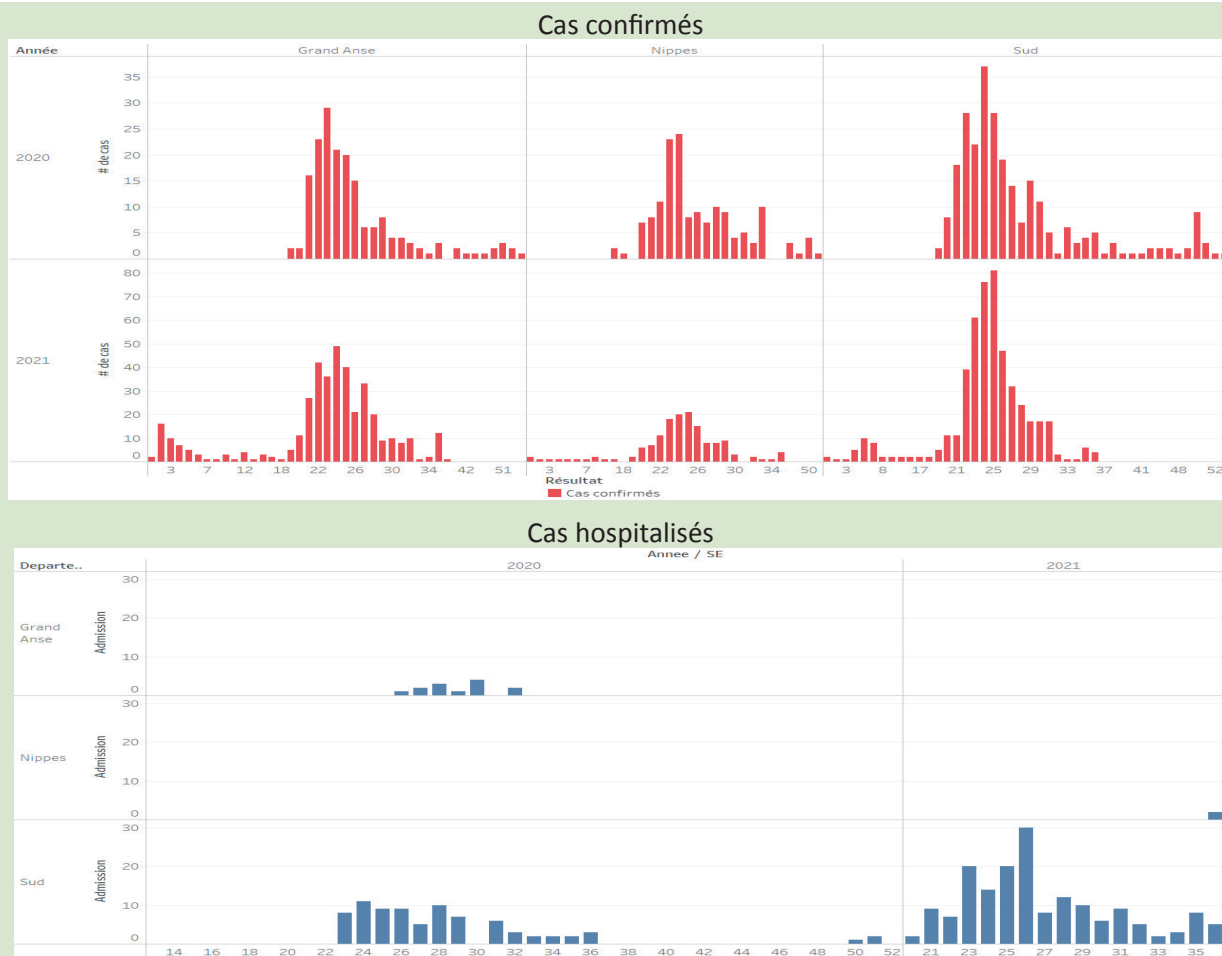 Cas confirmés
Année Grand Anse Nippes Sud
2020
# de cas
35
30
25
20
15
10
5
0
2021
# de cas
80
70
60
50
40
30
20
10
0
3 7 12 18 22 26 30 34 42 51 3 7 18 22 26 30 34 50 3 8 17 21 25 29 33 37 41 48 52
Résultat
Cas confirmés
Cas hospitalisés
Annee / SE
Departe.. 2020 2021
Grand
Anse
Admission
30
20
10
0
Nippes
Admission
30
20
10
0
Sud
Admission
30
20
10
0
14 16 18 20 22 24 26 28 30 32 34 36 38 40 42 44 46 48 50 52 21 23 25 27 29 31 33 35